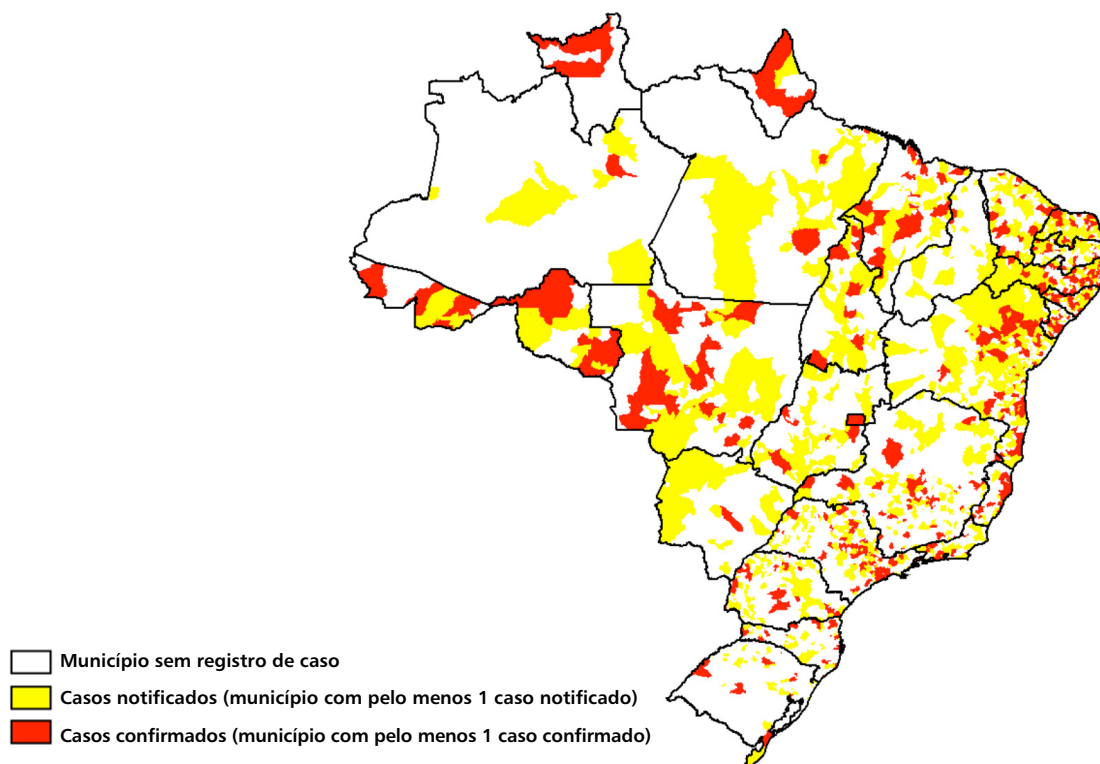 Município sem registro de caso
Casos notificados (município com pelo menos 1 caso notificado)
Casos confirmados (município com pelo menos 1 caso confirmado)